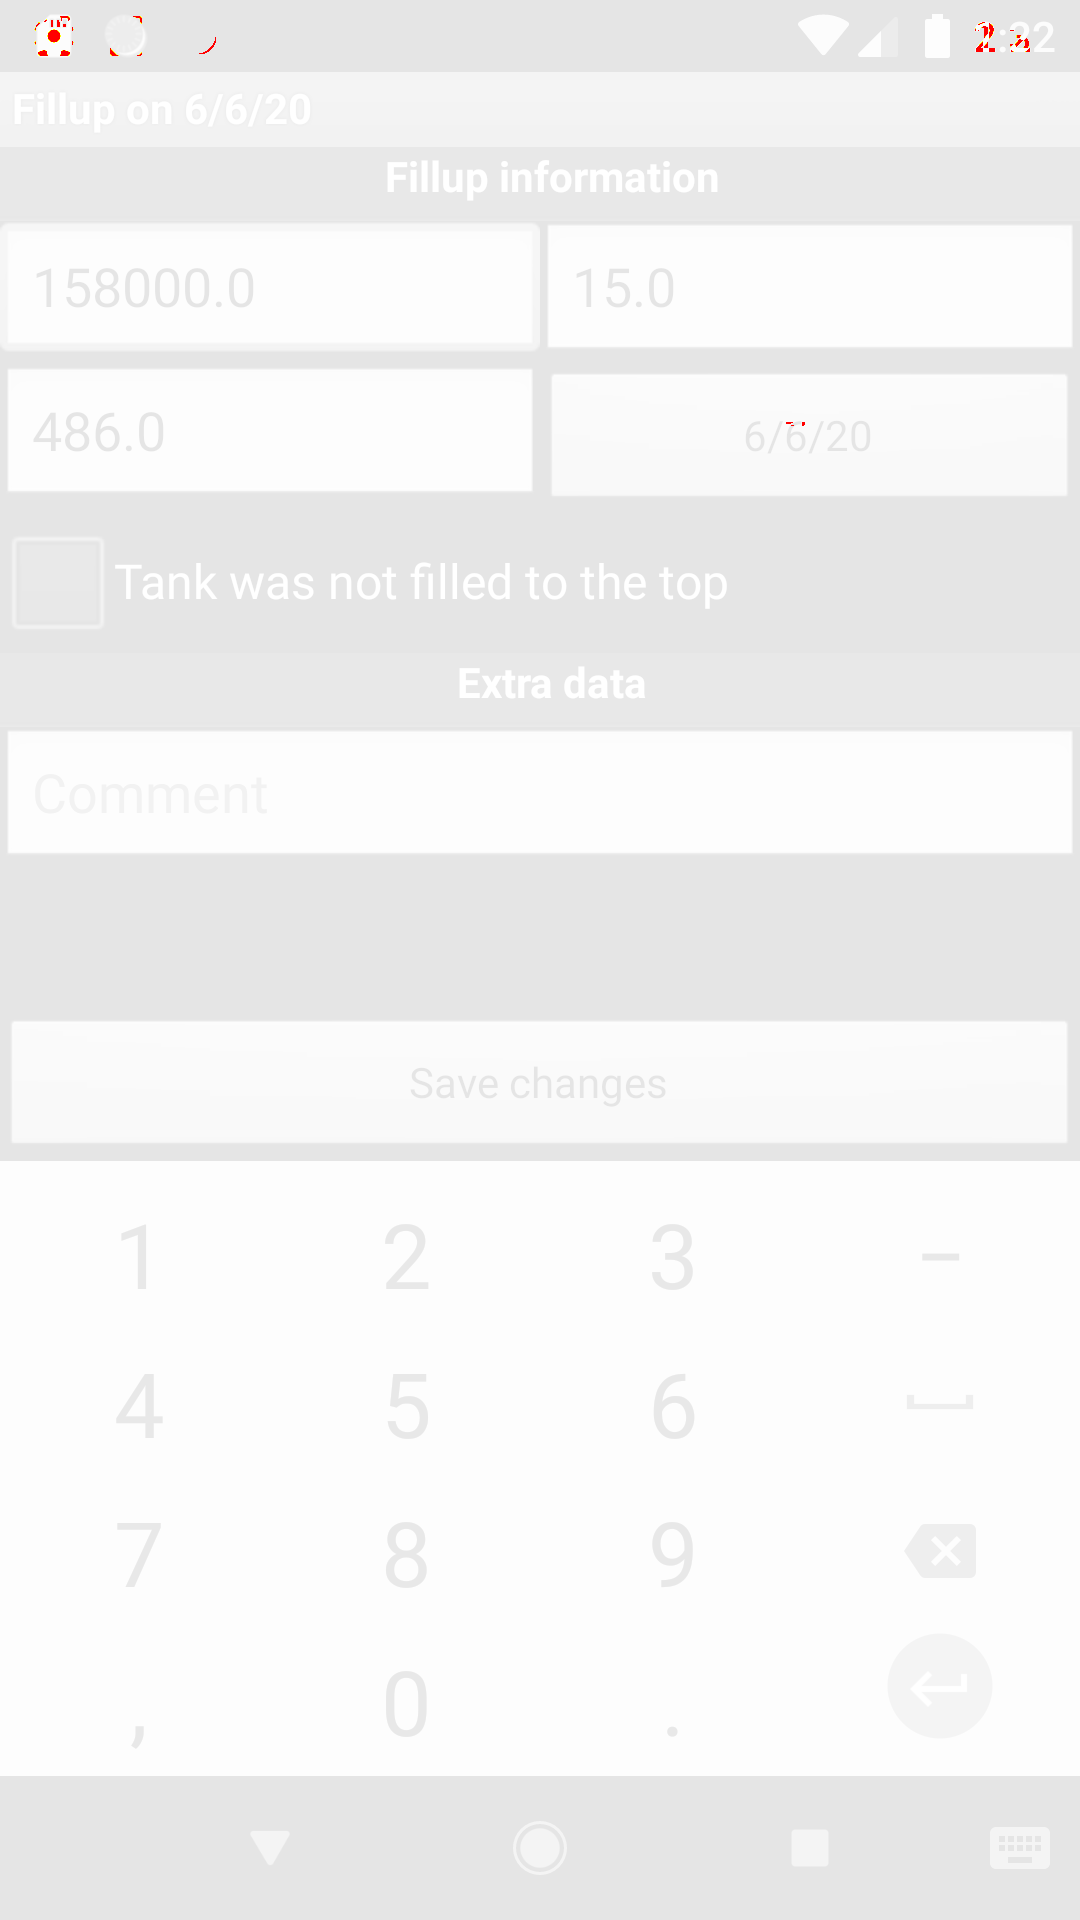 Fillup on 6/6/20
Fillup information
158000.0 15.0
486.0 6/6/20
Tank was not filled to the top
Extra data
Comment
Save changes
1 2 3 –
4 5 6
7 8 9
, 0 .